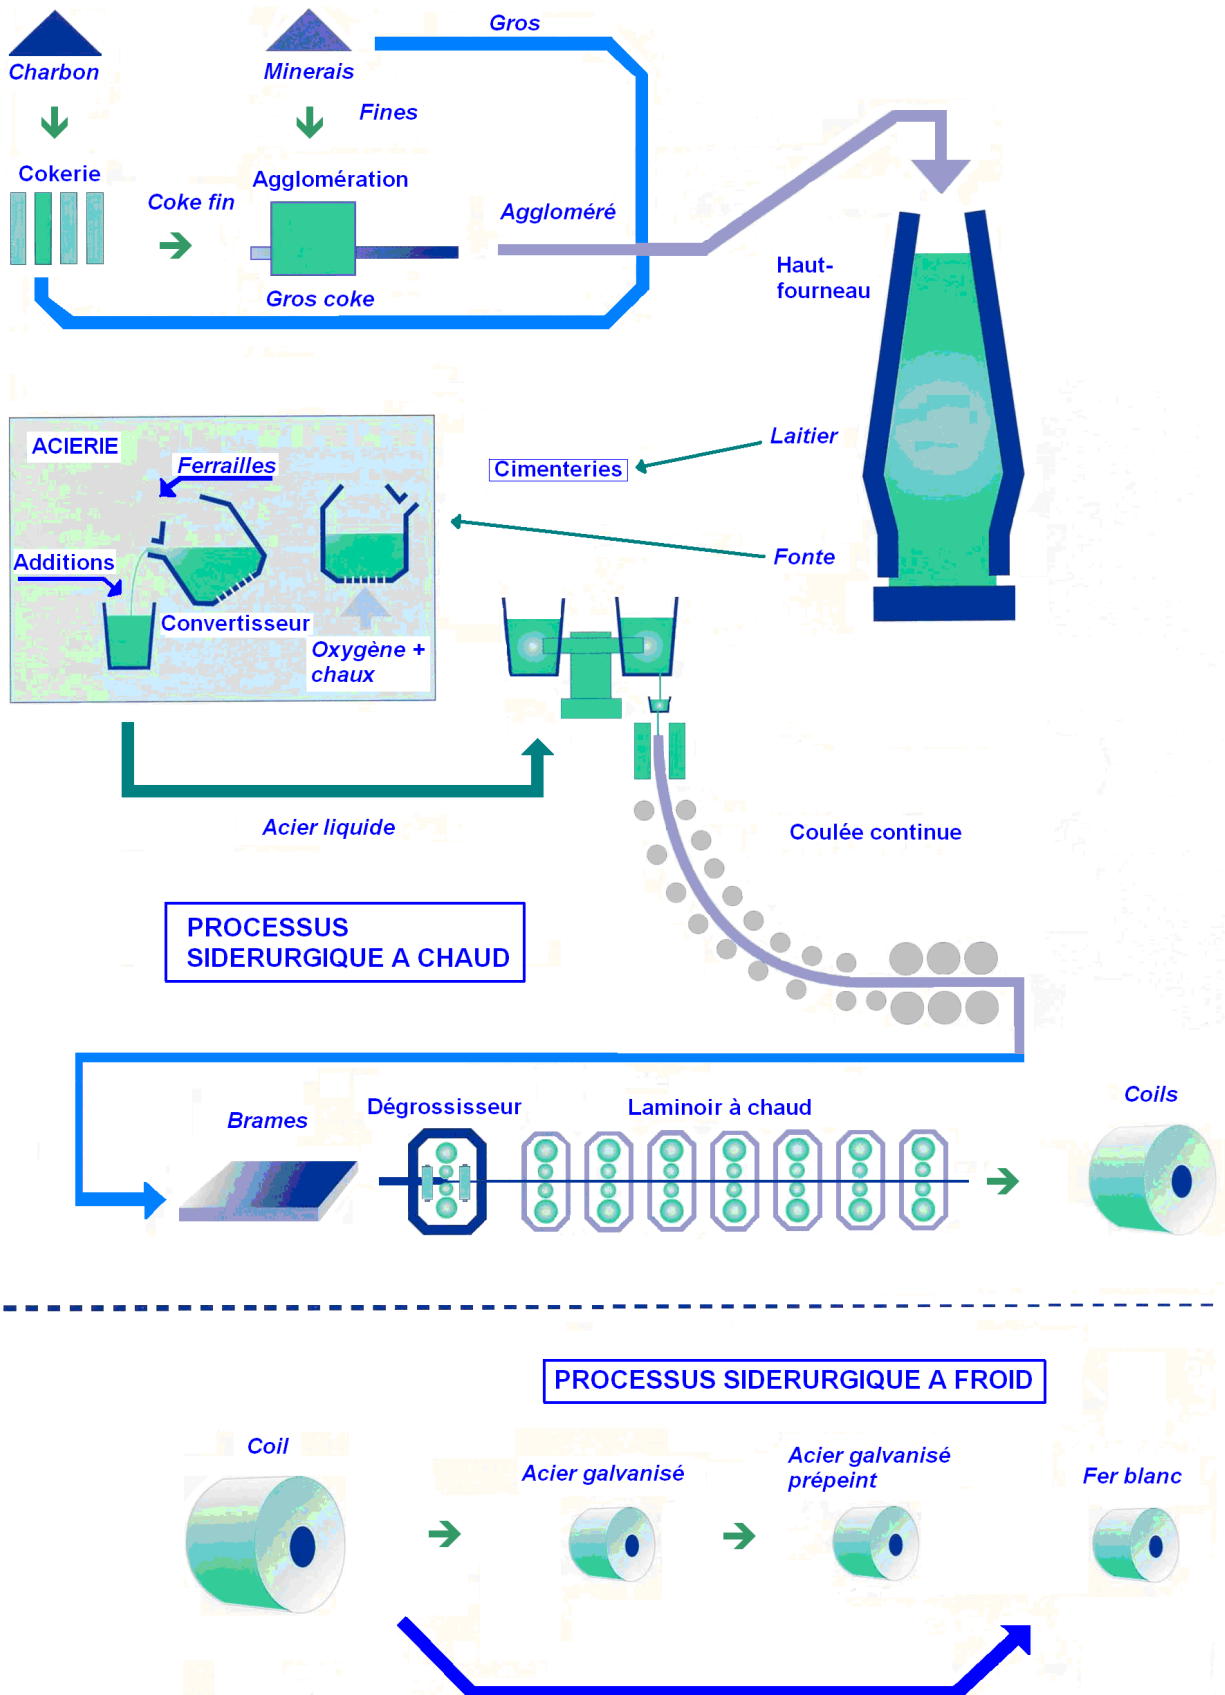 Gros
Charbon
Minerais
Fines
Cokerie
Coke fin
Agglomération
Aggloméré
Gros coke
Haut-
fourneau
ACIERIE
Ferrailles
Laitier
Cimenteries
Fonte
Additions
Convertisseur
Oxygène +
chaux
Acier liquide
Coulée continue
PROCESSUS
SIDERURGIQUE A CHAUD
Brames
Dégrossisseur
Laminoir à chaud
Coils
PROCESSUS SIDERURGIQUE A FROID
Coil
Acier galvanisé
Acier galvanisé
prépeint
Fer blanc